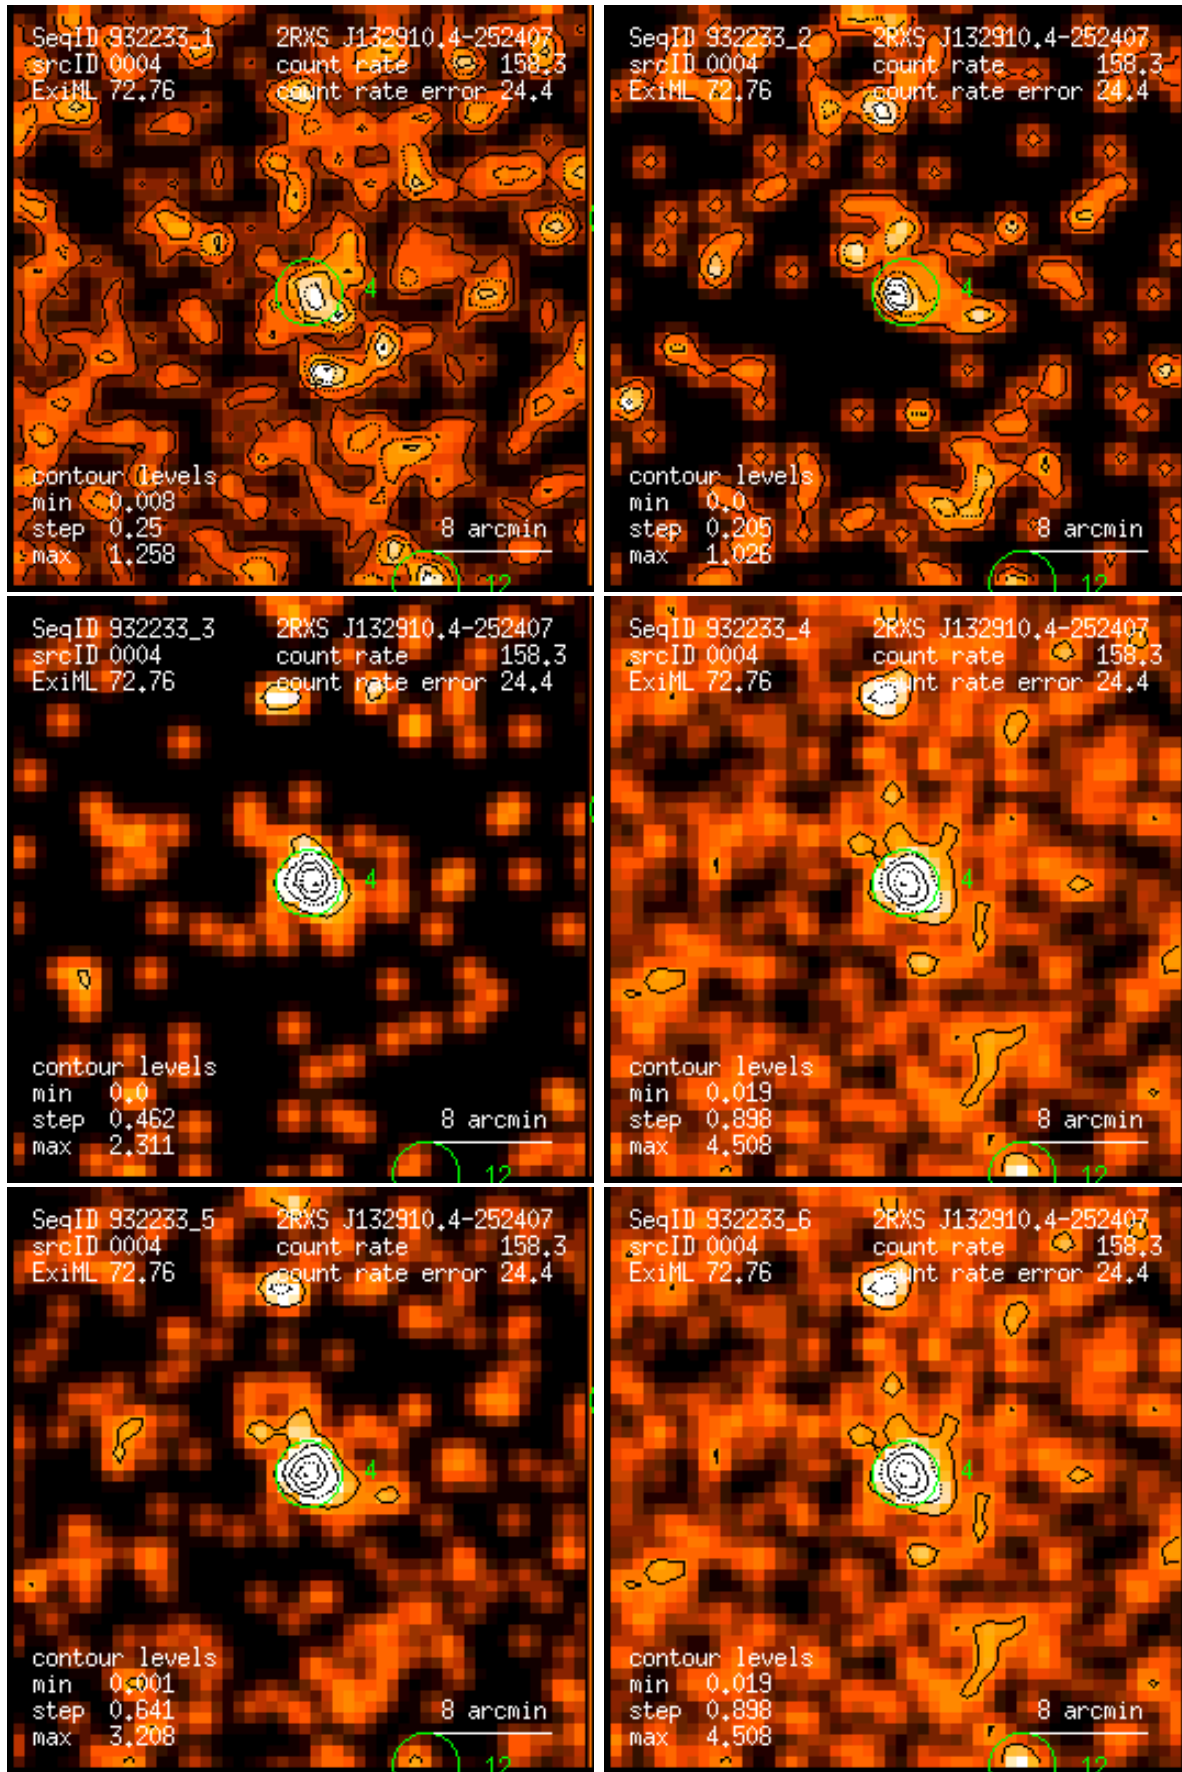 SeqID 932233_1 2RXS J132910.4-252407
srcID 0004 count rate 158.3
ExiML 72.76 count rate error 24.4
4
contour levels
min 0.008
step 0.25 8 arcmin
max 1.258
12
SeqID 932233_2 2RXS J132910.4-252407
srcID 0004 count rate 158.3
ExiML 72.76 count rate error 24.4
4
contour levels
min 0.0
step 0.205 8 arcmin
max 1.026
12
SeqID 932233_3 2RXS J132910.4-252407
srcID 0004 count rate 158.3
ExiML 72.76 count rate error 24.4
4
contour levels
min 0.0
step 0.462 8 arcmin
max 2.311
12
SeqID 932233_4 2RXS J132910.4-252407
srcID 0004 count rate 158.3
ExiML 72.76 count rate error 24.4
4
contour levels
min 0.019
step 0.898 8 arcmin
max 4.508
12
SeqID 932233_5 2RXS J132910.4-252407
srcID 0004 count rate 158.3
ExiML 72.76 count rate error 24.4
4
contour levels
min 0.001
step 0.641 8 arcmin
max 3.208
12
SeqID 932233_6 2RXS J132910.4-252407
srcID 0004 count rate 158.3
ExiML 72.76 count rate error 24.4
4
contour levels
min 0.019
step 0.898 8 arcmin
max 4.508
12